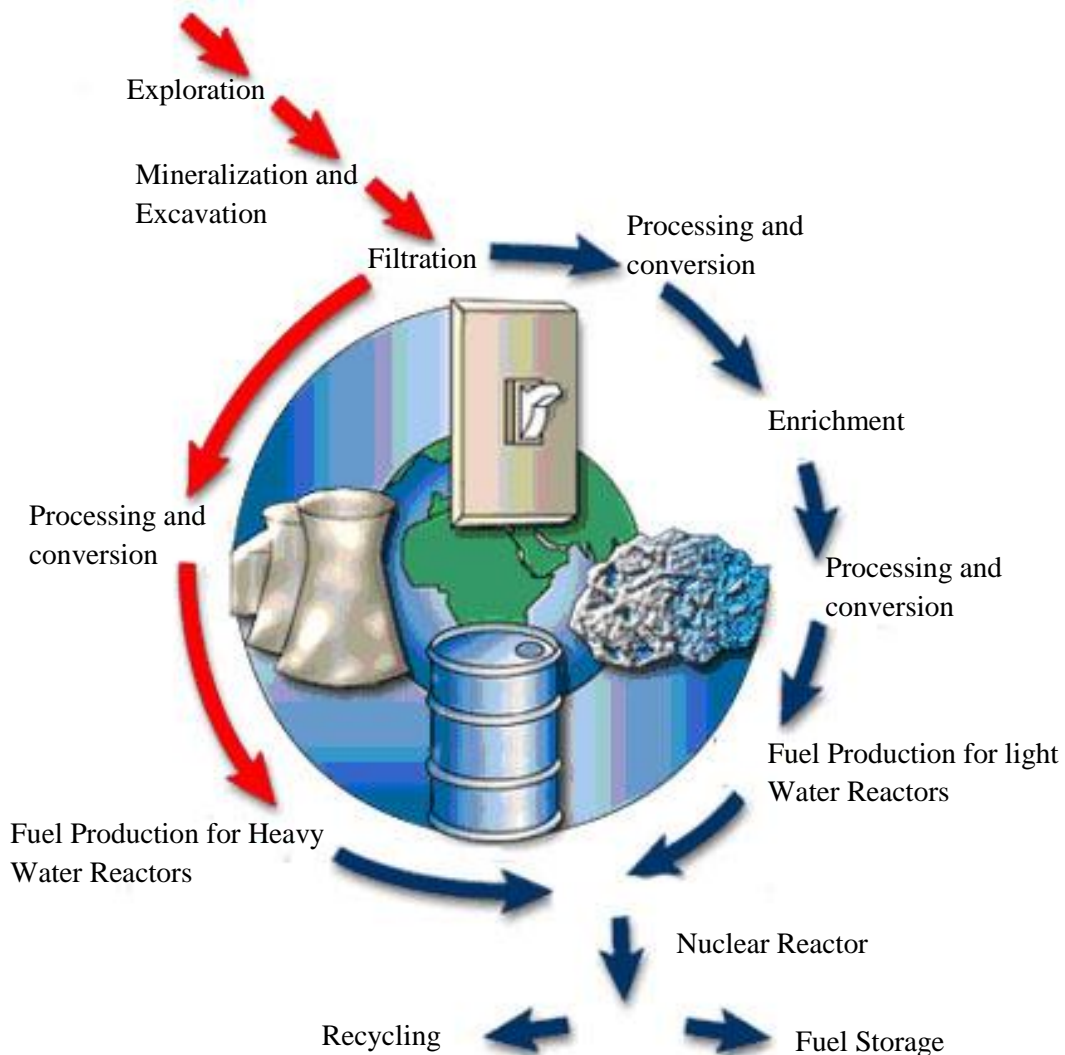 Exploration
Mineralization and
Excavation
Filtration
Processing and
conversion
Enrichment
Processing and
conversion
Processing and
conversion
Fuel Production for light
Water Reactors
Fuel Production for Heavy
Water Reactors
Nuclear Reactor
Recycling
Fuel Storage